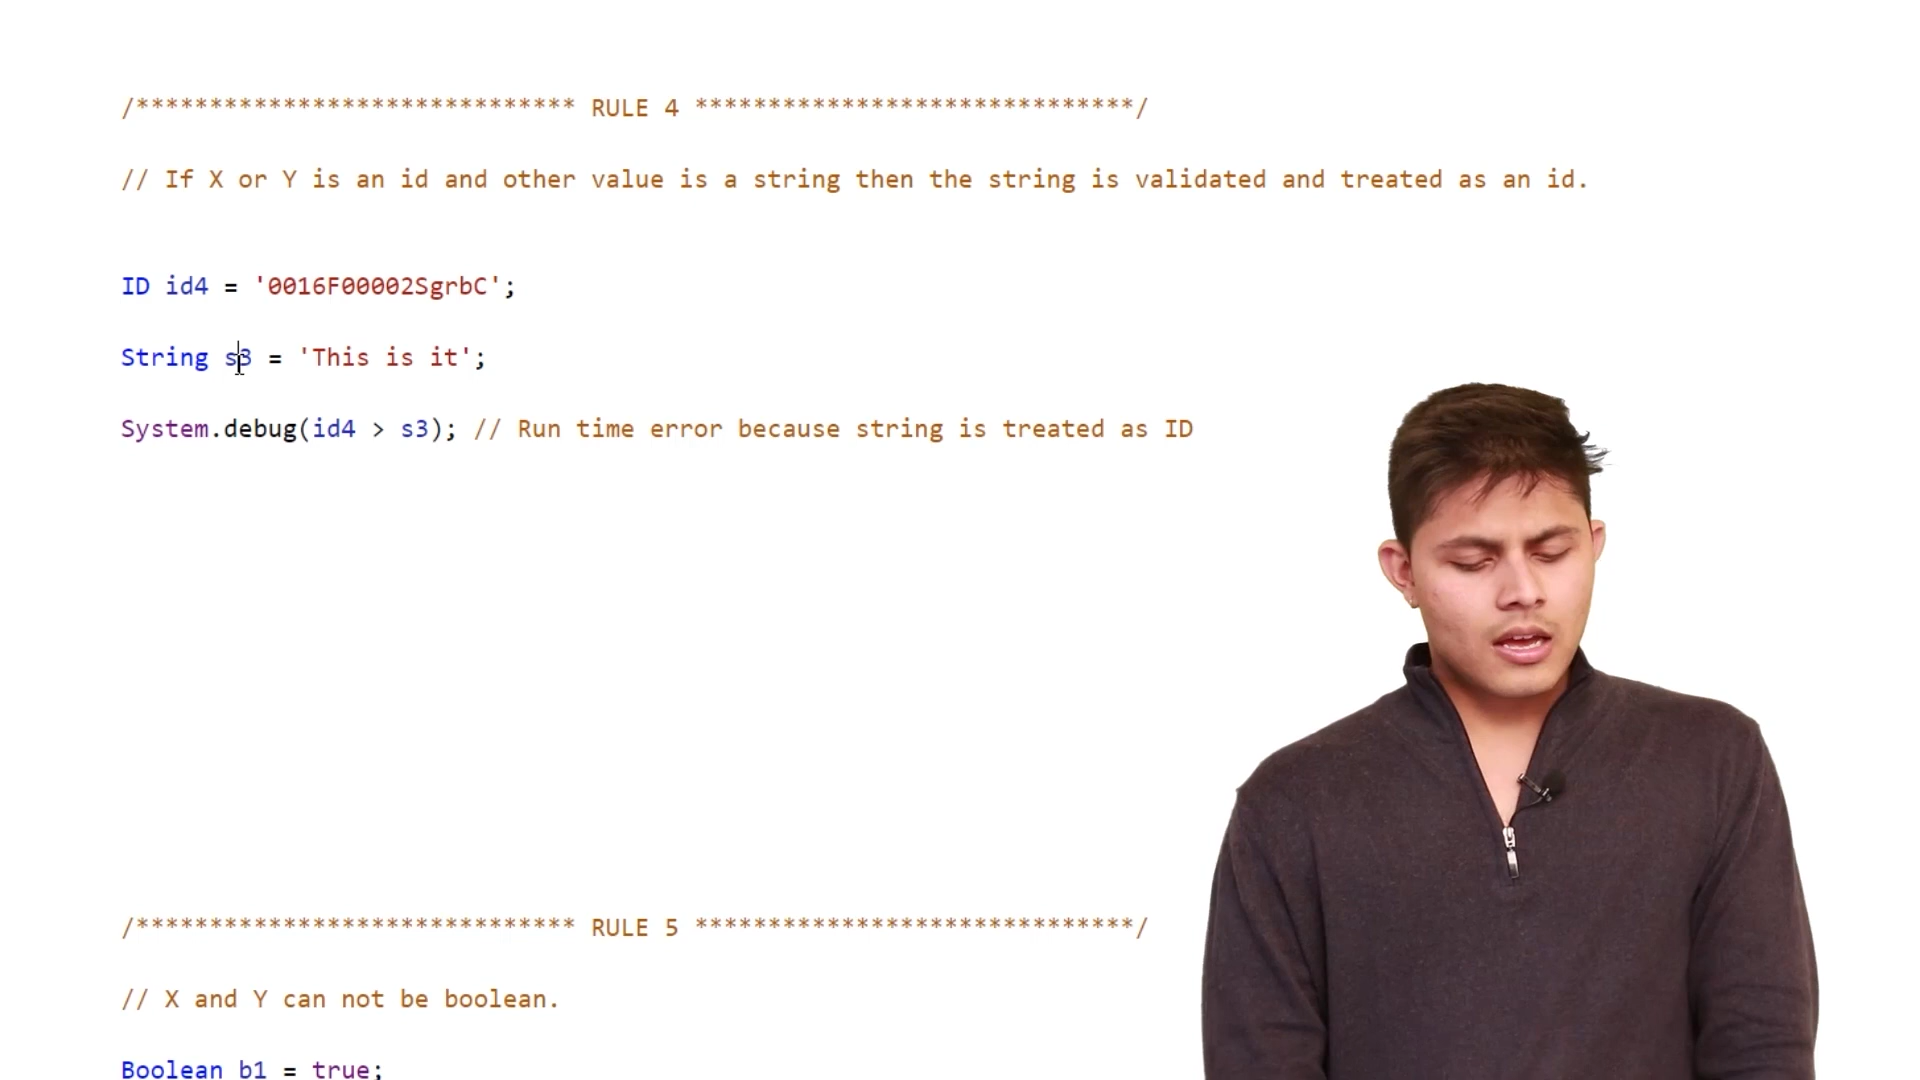 /****************************** RULE 4 ******************************/
// If X or Y is an id and other value is a string then the string is validated and treated as an id.
ID id4 = '0016F00002SgrbC';
String s3 = 'This is it';
System.debug(id4 > s3); // Run time error because string is treated as ID
/****************************** RULE 5 ******************************/
// X and Y can not be boolean.
Boolean b1 = true;